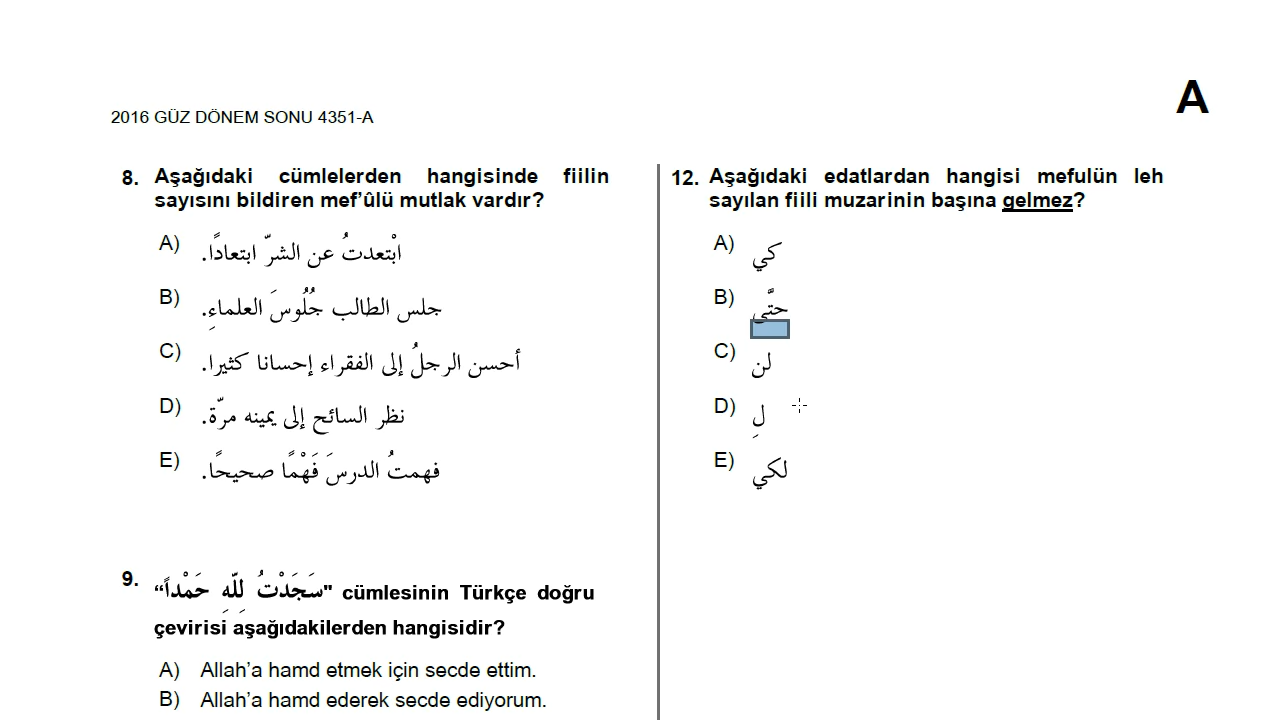 A
2016 GÜZ DÖNEM SONU 4351-A
8. Aşağıdaki cümlelerden hangisinde fiilin
sayısını bildiren mef’ûlü mutlak vardır?
A) ابْتعدتُ عن الشرّ ابتعادًا.
B) جلس الطالب جُلُوسَ العلماءِ.
C) أحسن الرجلُ إلى الفقراء إحسانا كثيرا.
D) نظر السائح إلى يمينه مرّة.
E) فهمتُ الدرسَ فَهْمًا صحيحًا.
9. “سَجَدْتُ لِلّهِ حَمْداً" cümlesinin Türkçe doğru
çevirisi aşağıdakilerden hangisidir?
A) Allah’a hamd etmek için secde ettim.
B) Allah’a hamd ederek secde ediyorum.
12. Aşağıdaki edatlardan hangisi mefulün leh
sayılan fiili muzarinin başına gelmez?
A) كي
B) حتَّى
C) لن
D) لِ
E) لكي